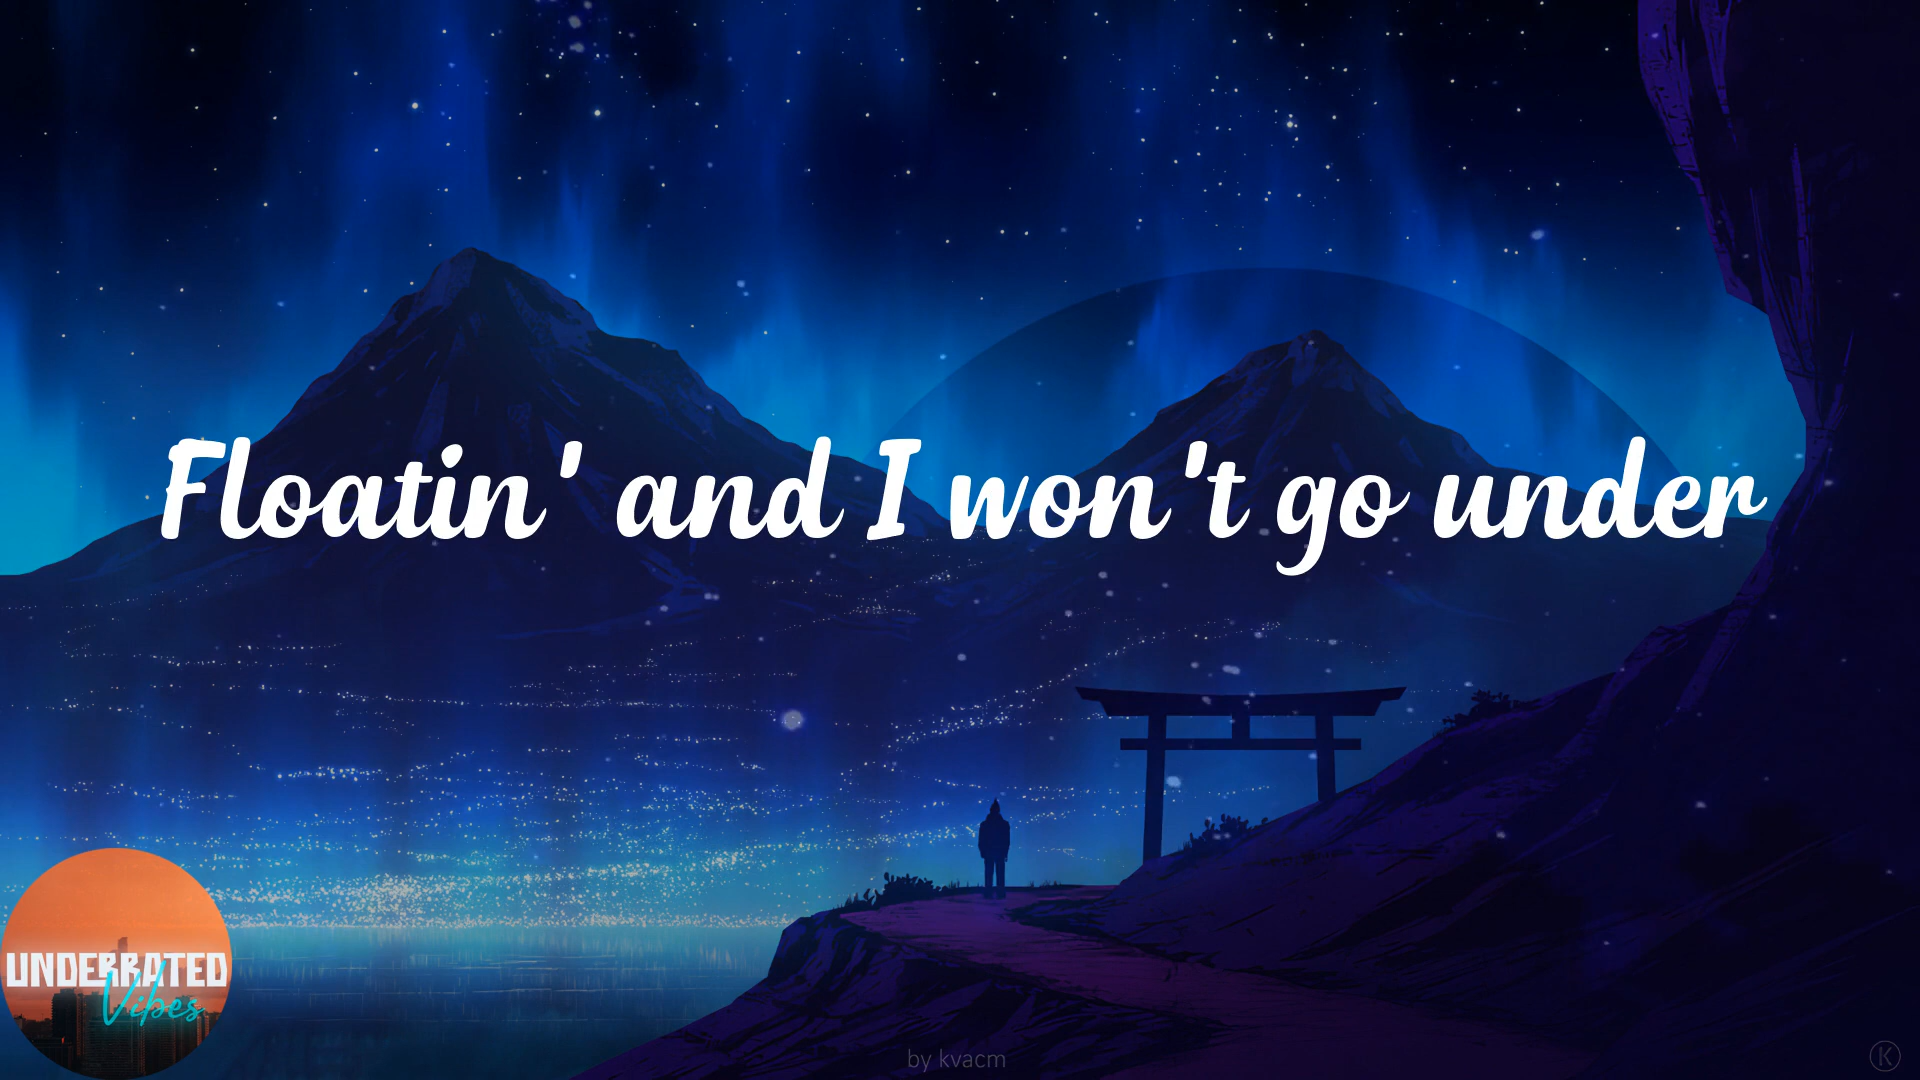 Floatin' and I won't go under
UNDERRATED
Vibes
by kvacm
K